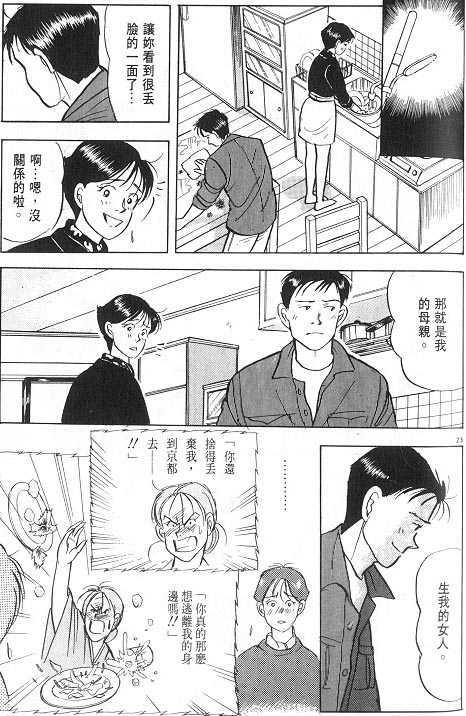 讓妳看到很丟
臉的一面了…
啊…嗯，沒
關係的啦。
那就是我
的母親。
23
生我的女人。
……
「你還
捨得丟
棄我，
到京都
去——
!!」
「你真的那麼
想逃離我的身
邊嗎!!」